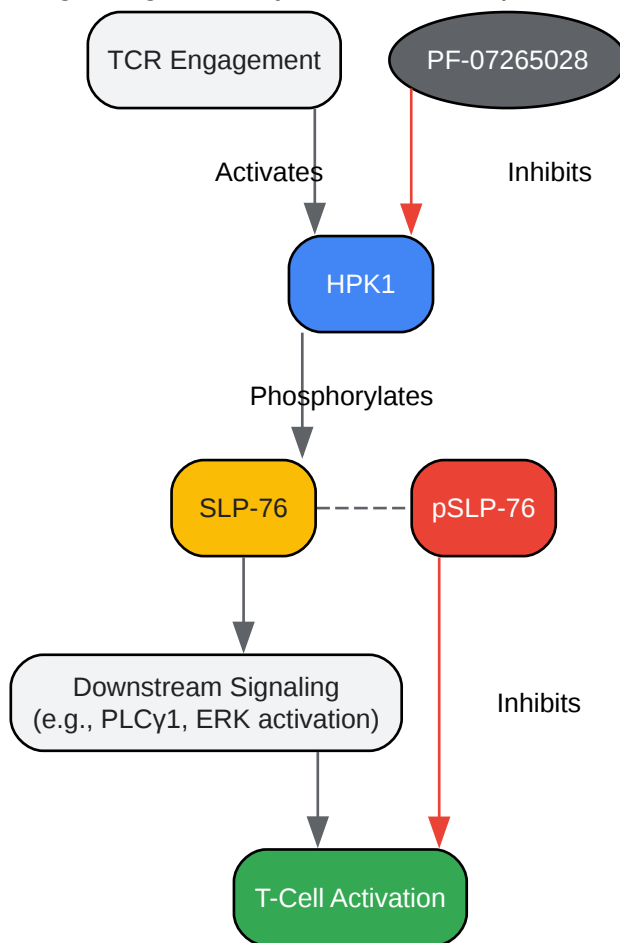 TCR Engagement
PF-07265028
Activates
Inhibits
HPK1
Phosphorylates
SLP-76
pSLP-76
Downstream Signaling
(e.g., PLCγ1, ERK activation)
Inhibits
T-Cell Activation